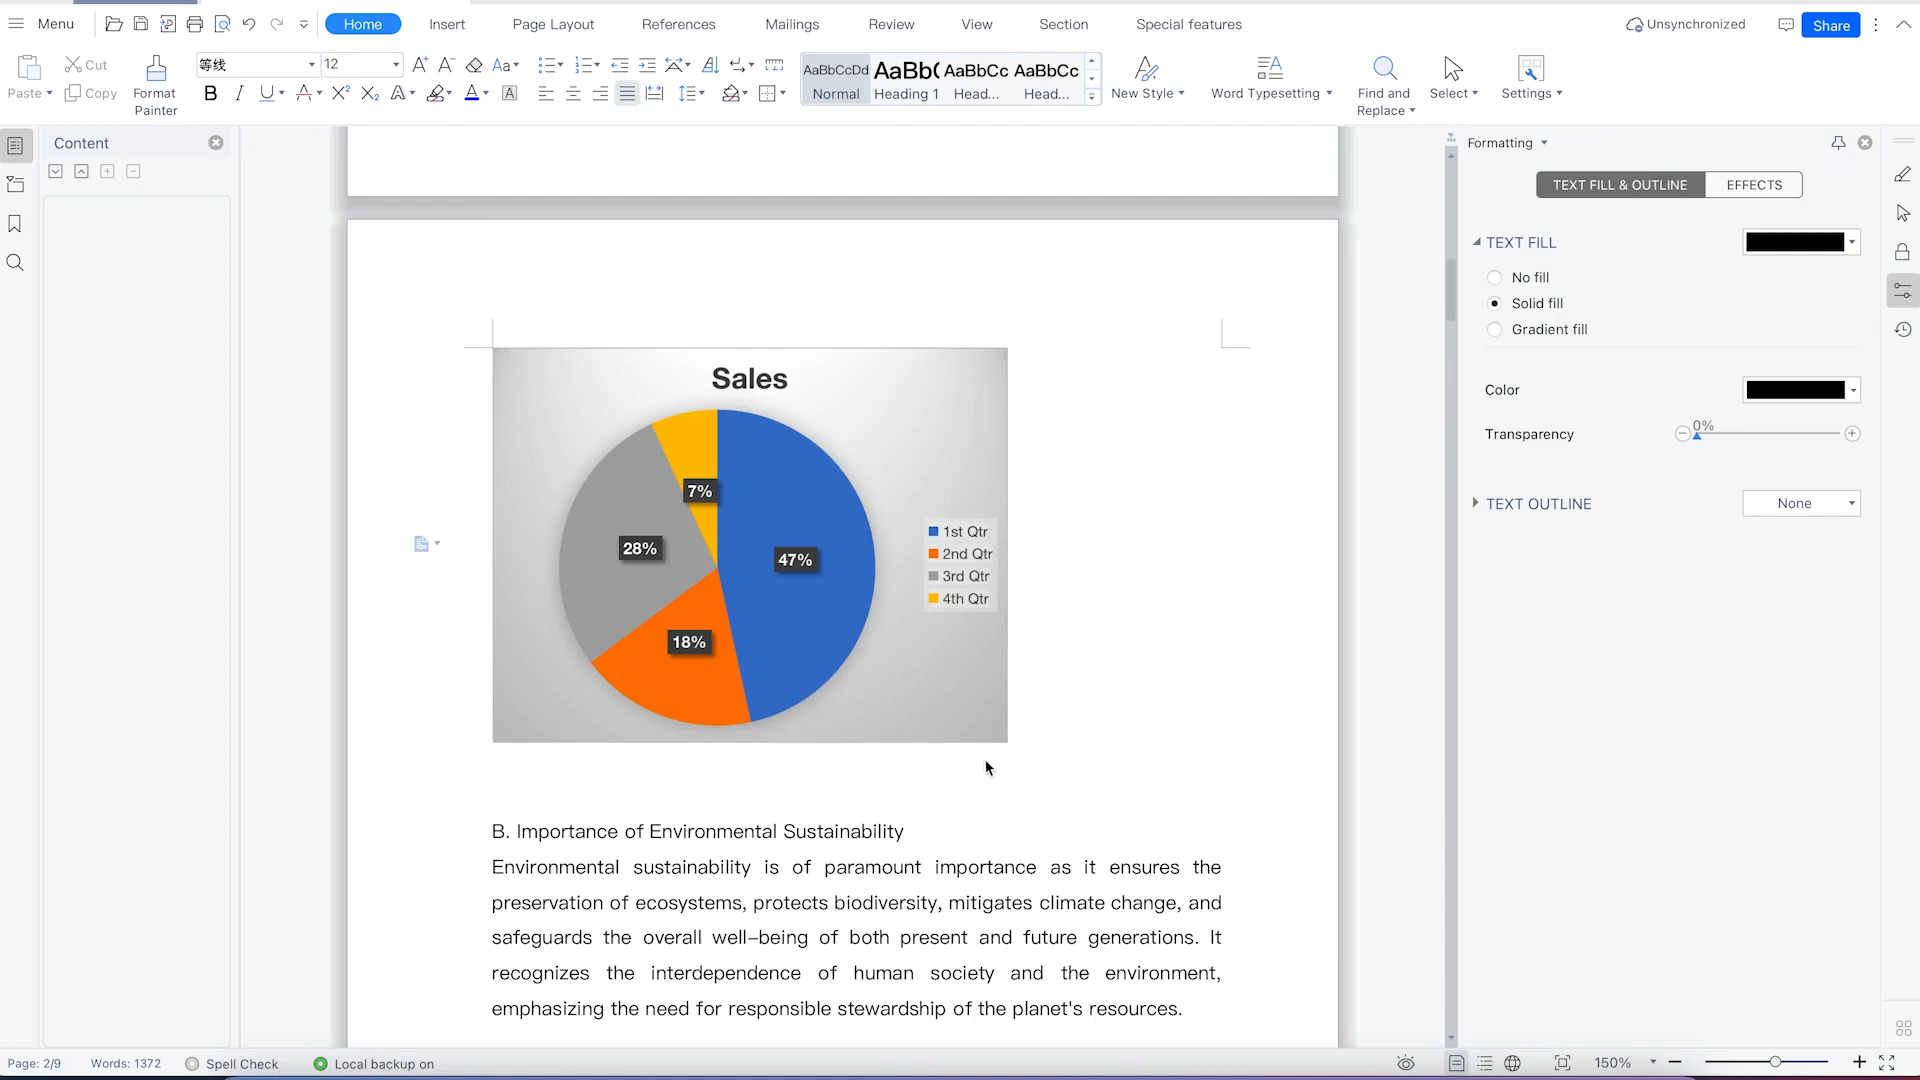 Menu
Home
Insert
Page Layout
References
Mailings
Review
View
Section
Special features
Unsynchronized
Share
Paste
Cut
Copy
Format
Painter
等线
12
AaBbCcDd
Normal
AaBb(
Heading 1
AaBbCc
Head...
AaBbCc
Head...
New Style
Word Typesetting
Find and
Replace
Select
Settings
Content
Formatting
TEXT FILL & OUTLINE
EFFECTS
TEXT FILL
No fill
Solid fill
Gradient fill
Color
Transparency
0%
TEXT OUTLINE
None
Sales
7%
28%
47%
18%
1st Qtr
2nd Qtr
3rd Qtr
4th Qtr
B. Importance of Environmental Sustainability
Environmental sustainability is of paramount importance as it ensures the
preservation of ecosystems, protects biodiversity, mitigates climate change, and
safeguards the overall well–being of both present and future generations. It
recognizes the interdependence of human society and the environment,
emphasizing the need for responsible stewardship of the planet's resources.
Page: 2/9
Words: 1372
Spell Check
Local backup on
150%